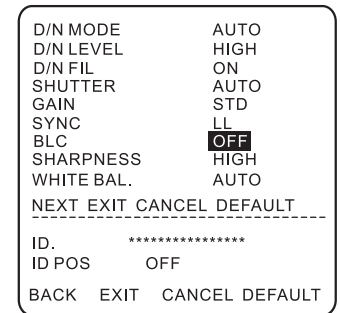 D/N MODE AUTO
D/N LEVEL HIGH
D/N FIL ON
SHUTTER AUTO
GAIN STD
SYNC LL
BLC OFF
SHARPNESS HIGH
WHITE BAL. AUTO
NEXT EXIT CANCEL DEFAULT
ID. ****************
ID POS OFF
BACK EXIT CANCEL DEFAULT